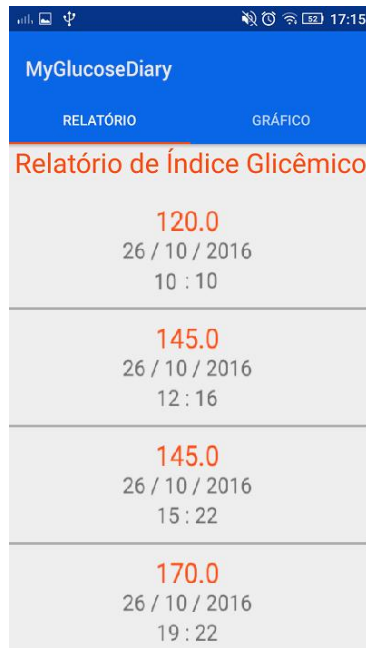 52 17:15
MyGlucoseDiary
RELATÓRIO GRÁFICO
Relatório de Índice Glicêmico
120.0
26 / 10 / 2016
10 : 10
145.0
26 / 10 / 2016
12 : 16
145.0
26 / 10 / 2016
15 : 22
170.0
26 / 10 / 2016
19 : 22